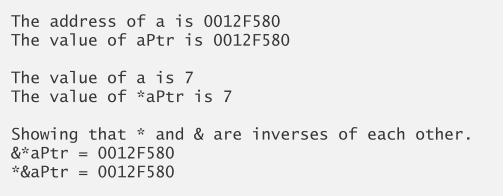 The address of a is 0012F580
The value of aPtr is 0012F580
The value of a is 7
The value of *aPtr is 7
Showing that * and & are inverses of each other.
&*aPtr = 0012F580
*&aPtr = 0012F580